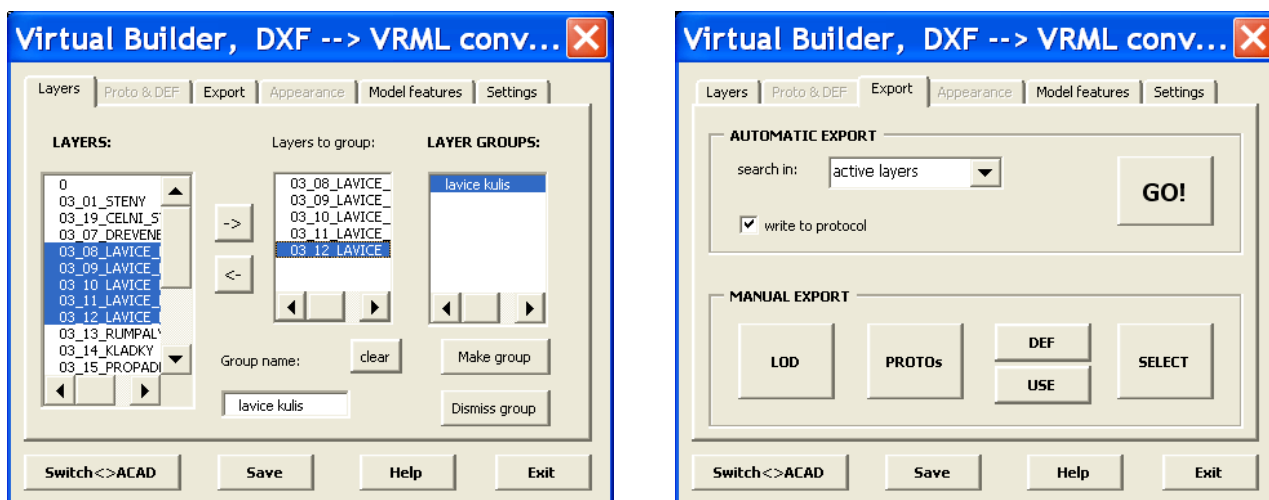 Virtual Builder, DXF --> VRML conv...
Layers Proto & DEF Export Appearance Model features Settings
LAYERS:
Layers to group:
LAYER GROUPS:
0
03_01_STENY
03_19_CELNI_S
03_07_DREVENE
03_08_LAVICE_
03_09_LAVICE_
03_10_LAVICE_
03_11_LAVICE_
03_12_LAVICE_
03_13_RUMPAL
03_14_KLADKY
03_15_PROPADI
->
<-
03_08_LAVICE_
03_09_LAVICE_
03_10_LAVICE_
03_11_LAVICE_
03_12_LAVICE_
lavice kulis
Group name:
clear
Make group
lavice kulis
Dismiss group
Switch<>ACAD Save Help Exit
Virtual Builder, DXF --> VRML conv...
Layers Proto & DEF Export Appearance Model features Settings
AUTOMATIC EXPORT
search in: active layers
GO!
write to protocol
MANUAL EXPORT
LOD
PROTOs
DEF
USE
SELECT
Switch<>ACAD Save Help Exit